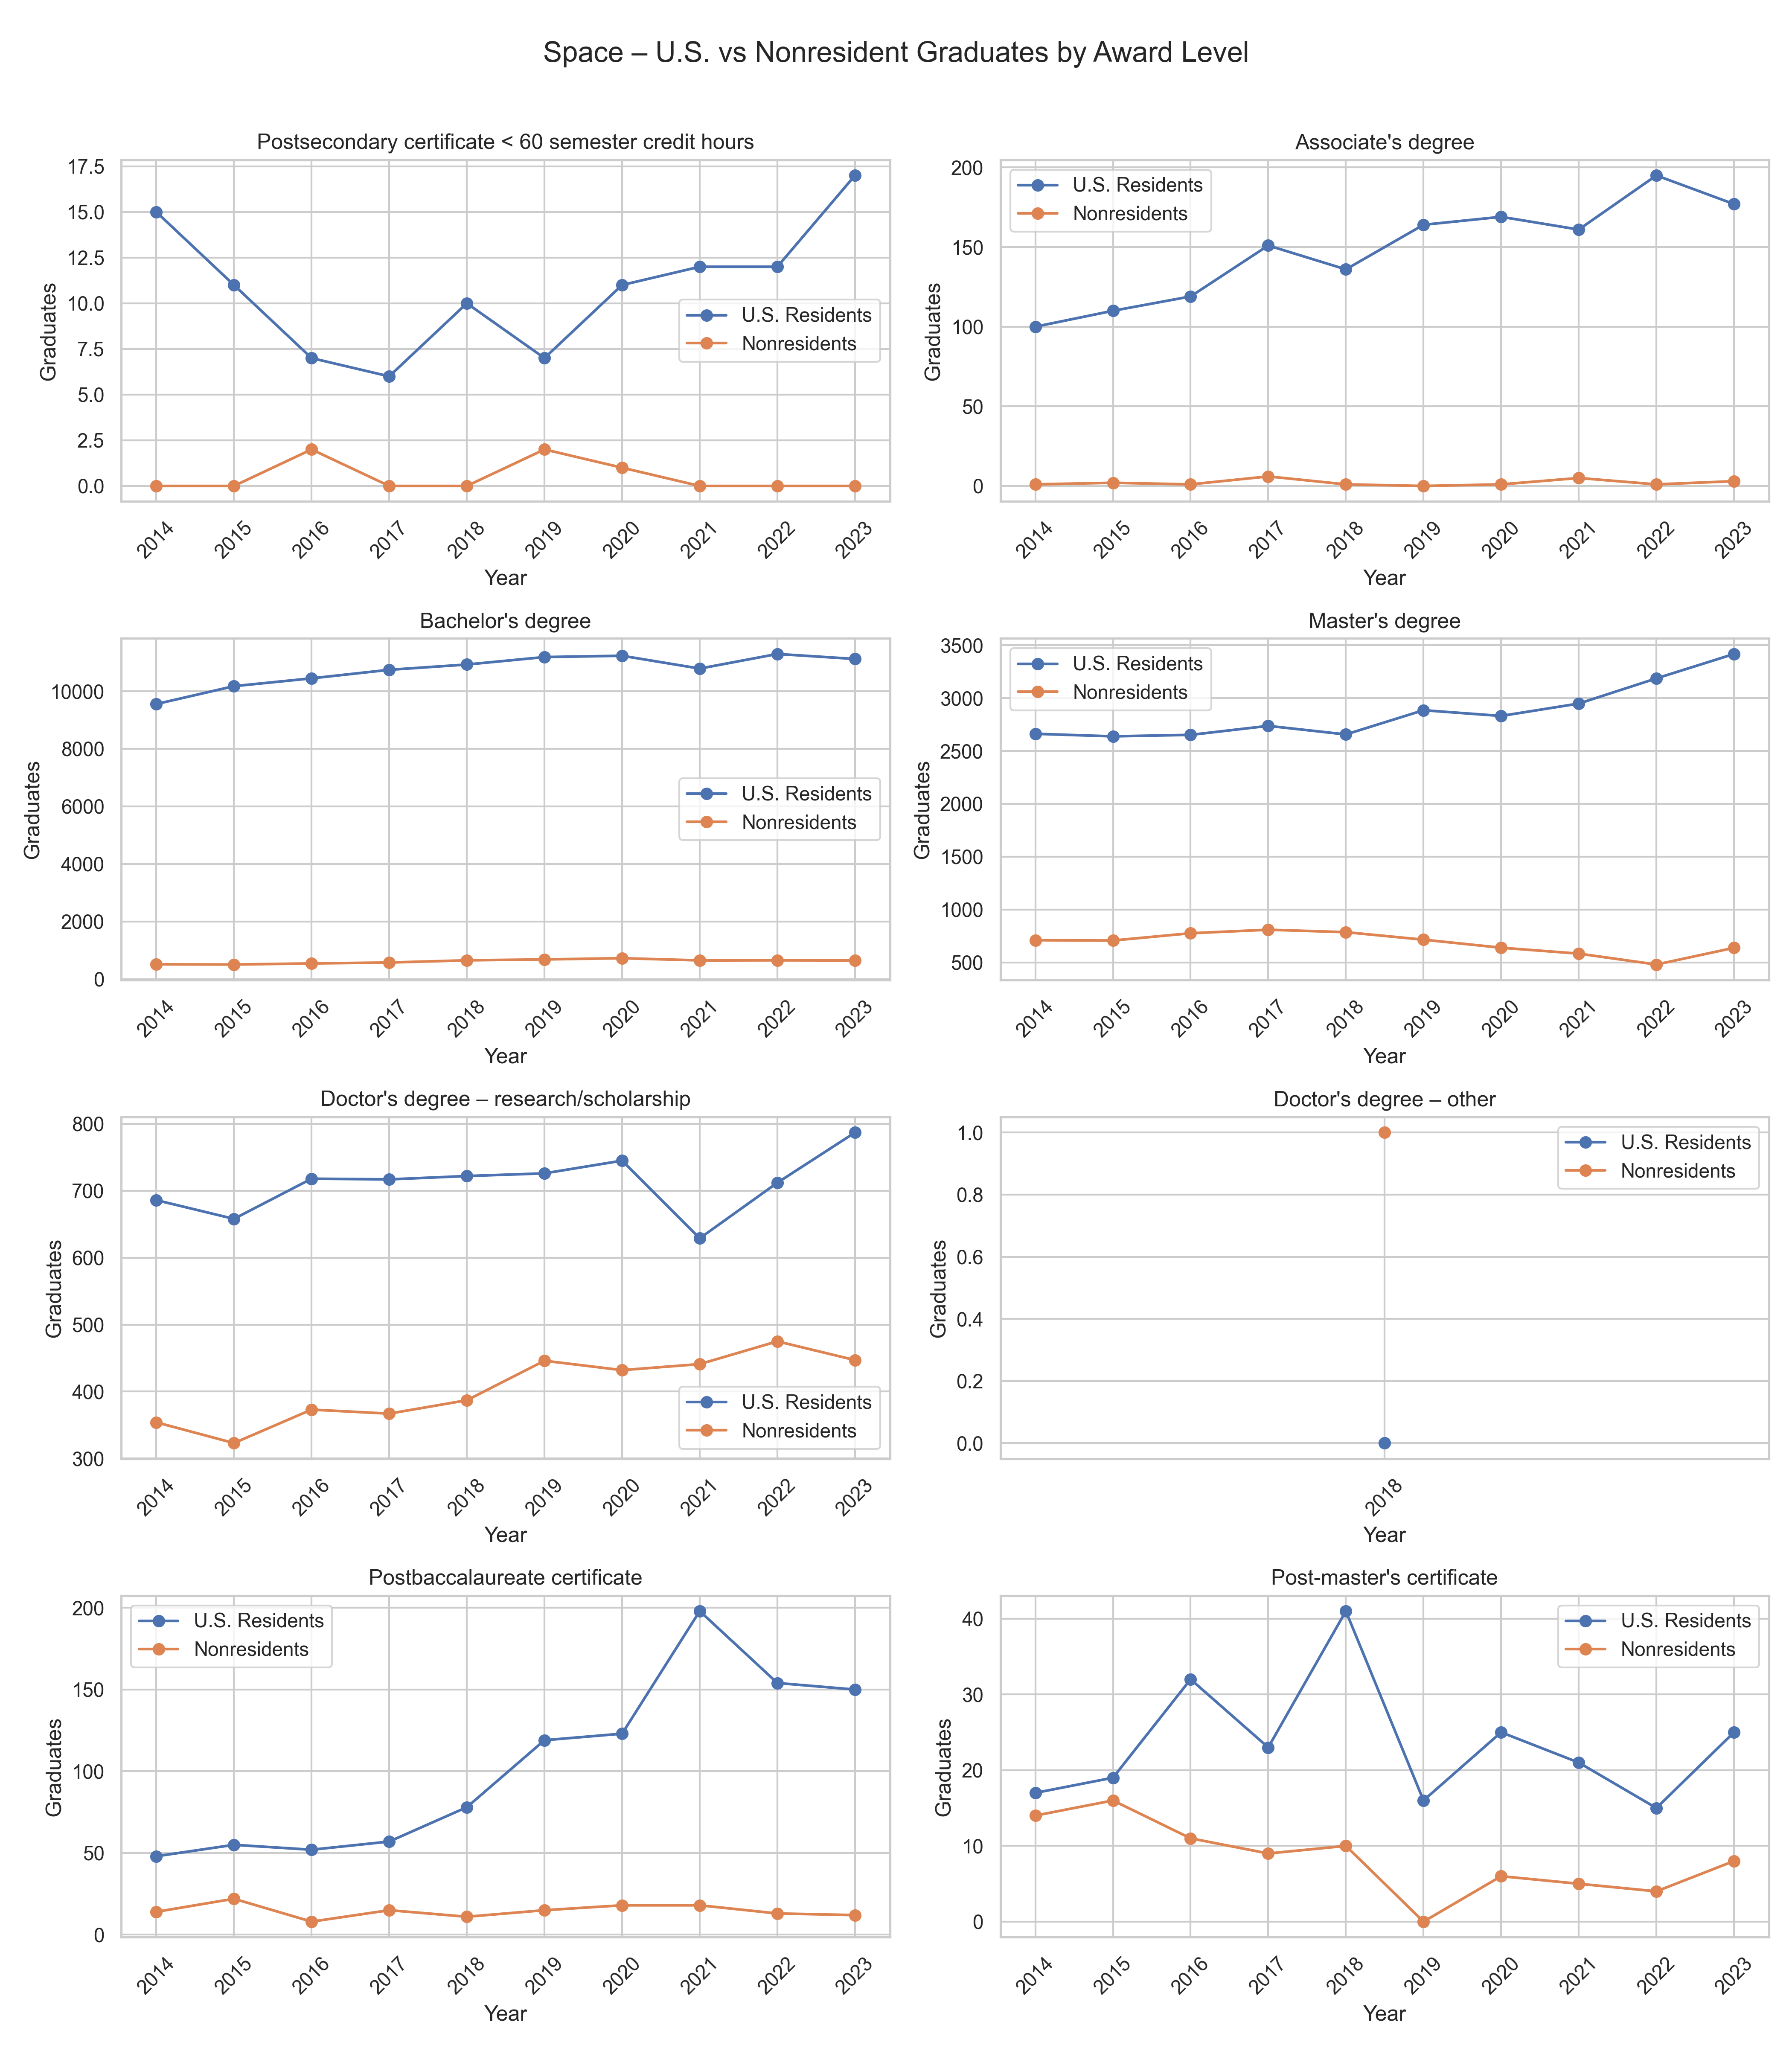 Space – U.S. vs Nonresident Graduates by Award Level
Postsecondary certificate < 60 semester credit hours
Graduates
17.5
15.0
12.5
10.0
7.5
5.0
2.5
0.0
U.S. Residents
Nonresidents
2014 2015 2016 2017 2018 2019 2020 2021 2022 2023
Year
Associate's degree
Graduates
200
150
100
50
0
U.S. Residents
Nonresidents
2014 2015 2016 2017 2018 2019 2020 2021 2022 2023
Year
Bachelor's degree
Graduates
10000
8000
6000
4000
2000
0
U.S. Residents
Nonresidents
2014 2015 2016 2017 2018 2019 2020 2021 2022 2023
Year
Master's degree
Graduates
3500
3000
2500
2000
1500
1000
500
U.S. Residents
Nonresidents
2014 2015 2016 2017 2018 2019 2020 2021 2022 2023
Year
Doctor's degree – research/scholarship
Graduates
800
700
600
500
400
300
U.S. Residents
Nonresidents
2014 2015 2016 2017 2018 2019 2020 2021 2022 2023
Year
Doctor's degree – other
Graduates
1.0
0.8
0.6
0.4
0.2
0.0
U.S. Residents
Nonresidents
2018
Year
Postbaccalaureate certificate
Graduates
200
150
100
50
0
U.S. Residents
Nonresidents
2014 2015 2016 2017 2018 2019 2020 2021 2022 2023
Year
Post-master's certificate
Graduates
40
30
20
10
0
U.S. Residents
Nonresidents
2014 2015 2016 2017 2018 2019 2020 2021 2022 2023
Year